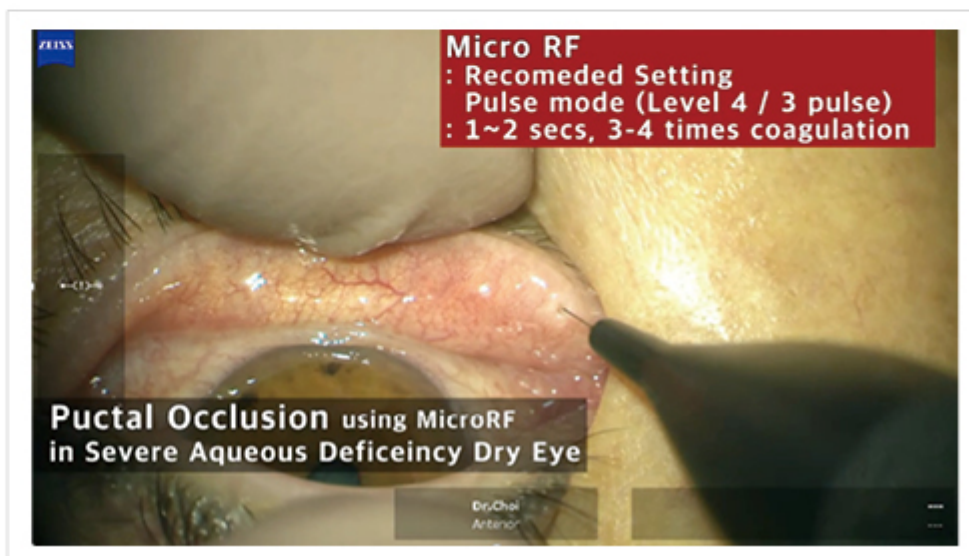 ZEISS
Micro RF
: Recomeded Setting
Pulse mode (Level 4 / 3 pulse)
: 1~2 secs, 3-4 times coagulation
Puctal Occlusion using MicroRF
in Severe Aqueous Deficeincy Dry Eye
Dr.Choi
Anterior